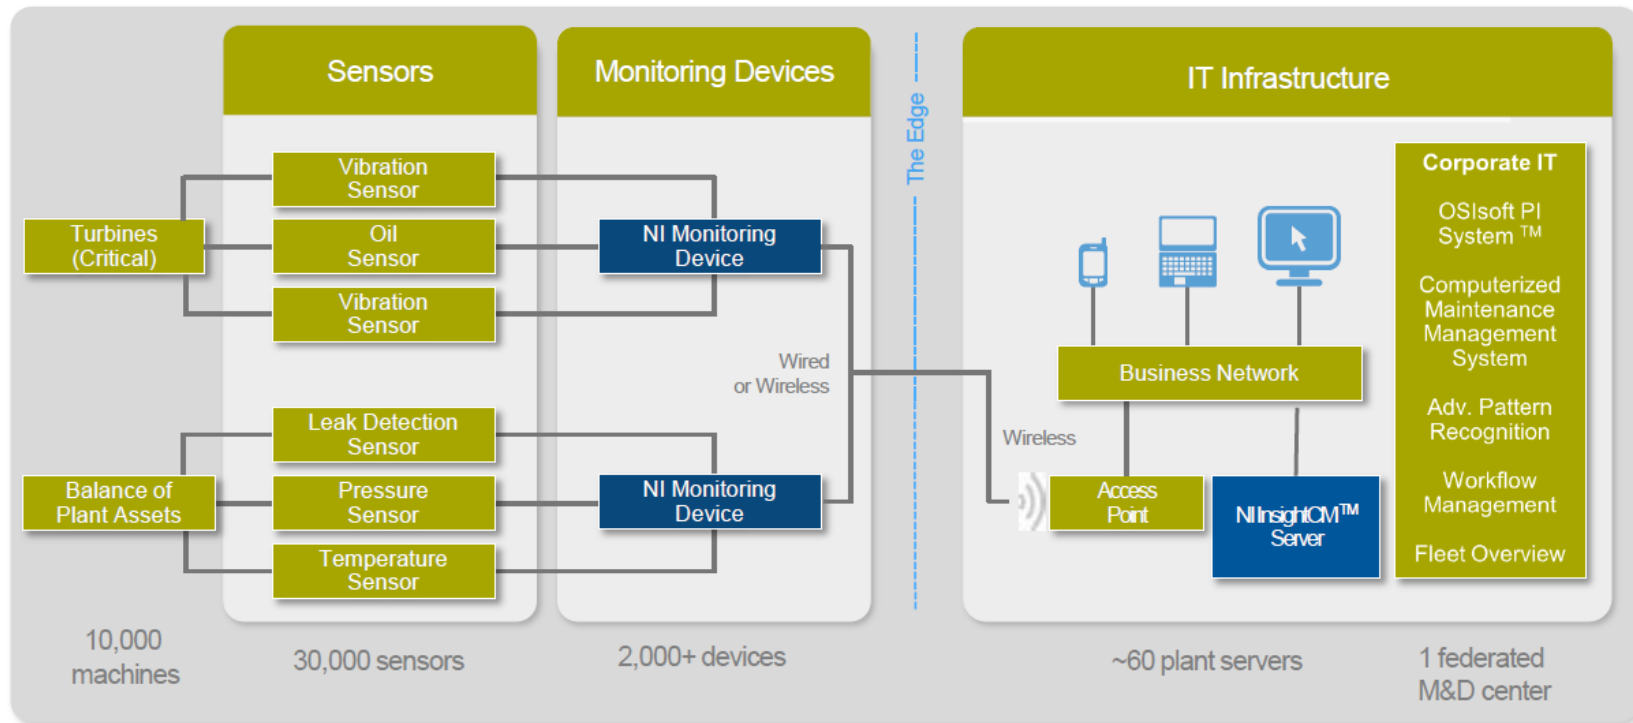 Sensors
Monitoring Devices
The Edge
IT Infrastructure
Turbines
(Critical)
Vibration
Sensor
Oil
Sensor
Vibration
Sensor
NI Monitoring
Device
Balance of
Plant Assets
Leak Detection
Sensor
Pressure
Sensor
Temperature
Sensor
NI Monitoring
Device
Wired
or Wireless
Wireless
Business Network
Access
Point
NI InsightCM™
Server
Corporate IT
OSIsoft PI
System ™
Computerized
Maintenance
Management
System
Adv. Pattern
Recognition
Workflow
Management
Fleet Overview
10,000
machines
30,000 sensors
2,000+ devices
~60 plant servers
1 federated
M&D center